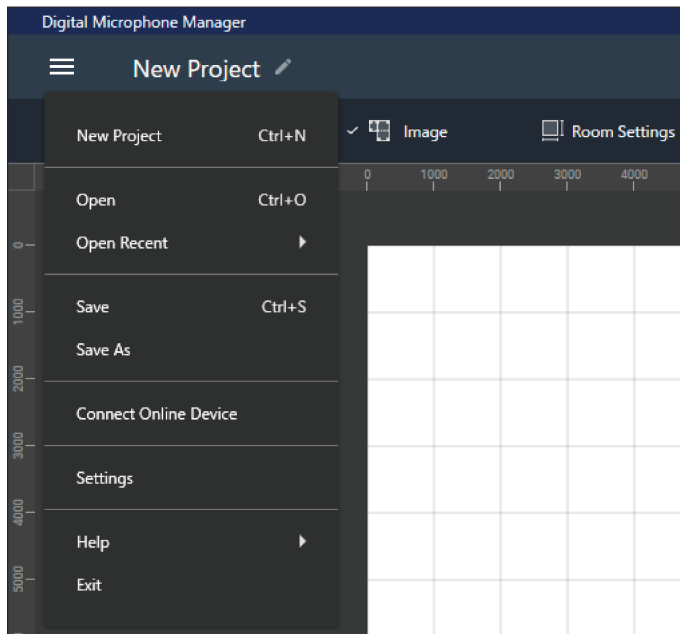 Digital Microphone Manager
New Project
New Project Ctrl+N
Image
Room Settings
0 1000 2000 3000 4000
Open Ctrl+O
Open Recent
Save Ctrl+S
Save As
Connect Online Device
Settings
Help
Exit
0
1000
2000
3000
4000
5000